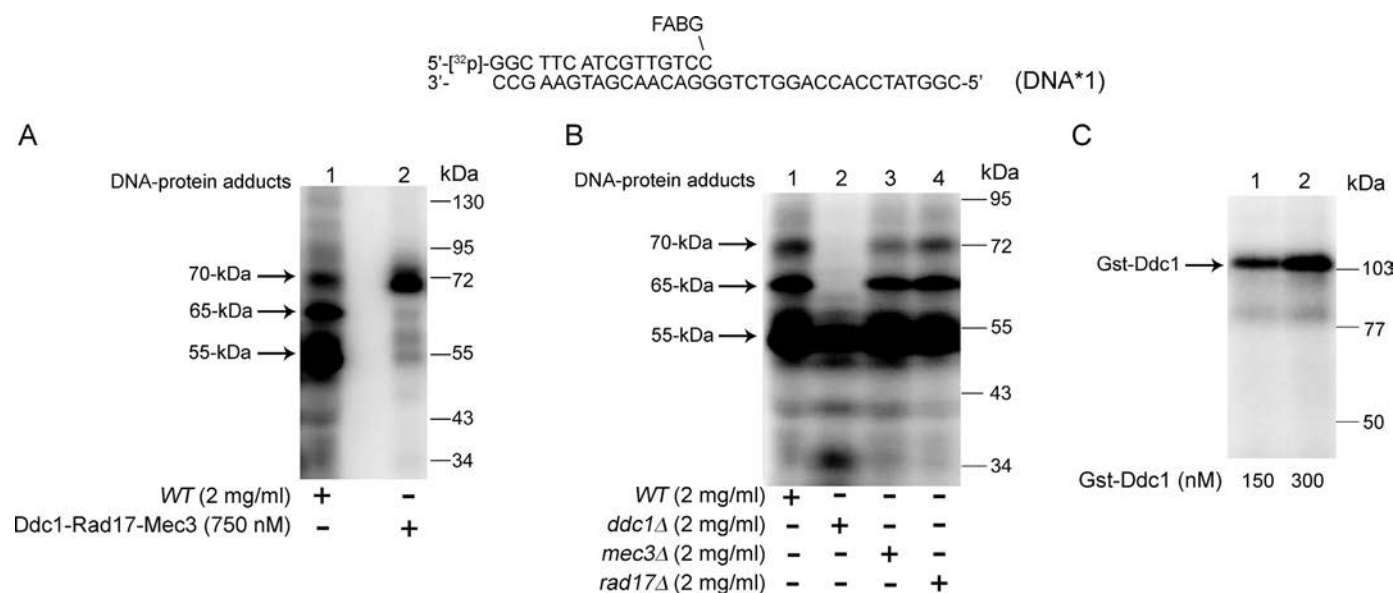 FABG
5'-[³²p]-GGC TTC ATCGTTGTCC
3'- CCG AAGTAGCAACAGGGTCTGGACCACCTATGGC-5' (DNA*1)
A
DNA-protein adducts 1 2 kDa
130
95
70-kDa 72
65-kDa
55-kDa 55
43
34
WT (2 mg/ml) + -
Ddc1-Rad17-Mec3 (750 nM) - +
B
DNA-protein adducts 1 2 3 4 kDa
95
70-kDa 72
65-kDa
55-kDa 55
43
34
WT (2 mg/ml) + - - -
ddc1Δ (2 mg/ml) - + - -
mec3Δ (2 mg/ml) - - + -
rad17Δ (2 mg/ml) - - - +
C
1 2 kDa
Gst-Ddc1 103
77
50
Gst-Ddc1 (nM) 150 300